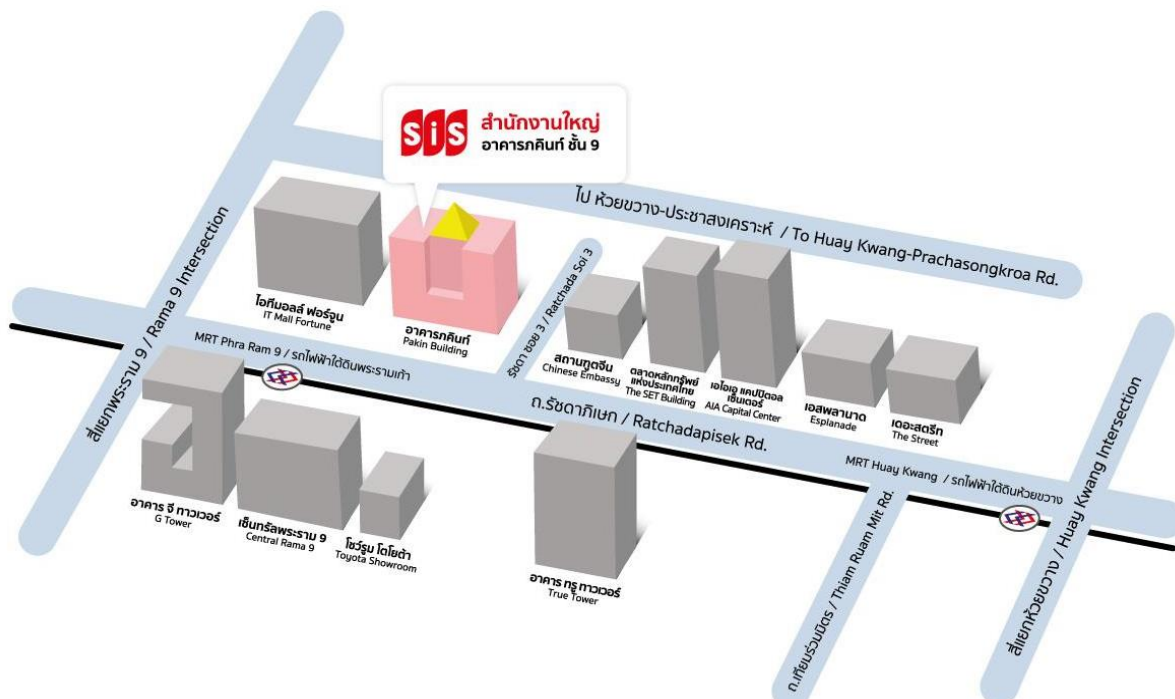 SiS
สำนักงานใหญ่
อาคารภคินท์ ชั้น 9
ไป ห้วยขวาง-ประชาสงเคราะห์ / To Huay Kwang-Prachasongkroa Rd.
สี่แยกพระราม 9 / Rama 9 Intersection
ไอทีมอลล์ ฟอร์จูน
IT Mall Fortune
อาคารภคินท์
Pakin Building
รัชดา ซอย 3 / Ratchada Soi 3
สถานทูตจีน
Chinese Embassy
ตลาดหลักทรัพย์
แห่งประเทศไทย
The SET Building
เอไอเอ แคปปิตอล
เซ็นเตอร์
AIA Capital Center
เอสพลานาด
Esplanade
เดอะสตรีท
The Street
MRT Phra Ram 9 / รถไฟฟ้าใต้ดินพระรามเก้า
ถ.รัชดาภิเษก / Ratchadapisek Rd.
MRT Huay Kwang / รถไฟฟ้าใต้ดินห้วยขวาง
อาคาร จี ทาวเวอร์
G Tower
เซ็นทรัลพระราม 9
Central Rama 9
โชว์รูม โตโยต้า
Toyota Showroom
อาคาร ทรู ทาวเวอร์
True Tower
ถ.เทียมร่วมมิตร / Thiam Ruam Mit Rd.
สี่แยกห้วยขวาง / Huay Kwang Intersection